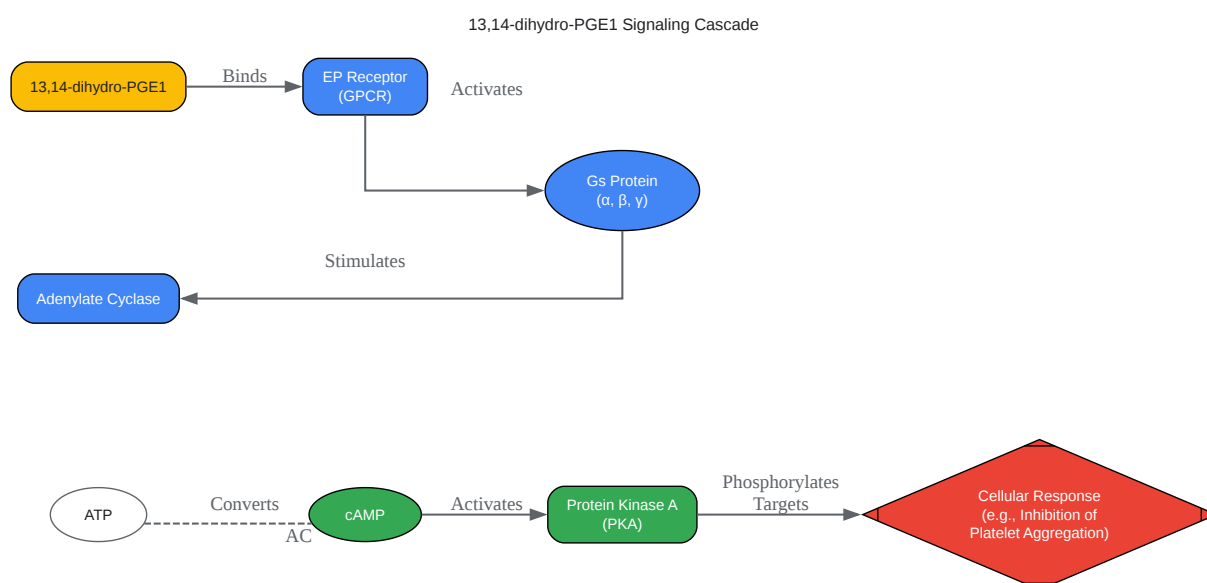 13,14-dihydro-PGE1 Signaling Cascade
13,14-dihydro-PGE1
Binds
EP Receptor
(GPCR)
Activates
Gs Protein
(α, β, γ)
Stimulates
Adenylate Cyclase
ATP
Converts
AC
cAMP
Activates
Protein Kinase A
(PKA)
Phosphorylates
Targets
Cellular Response
(e.g., Inhibition of
Platelet Aggregation)